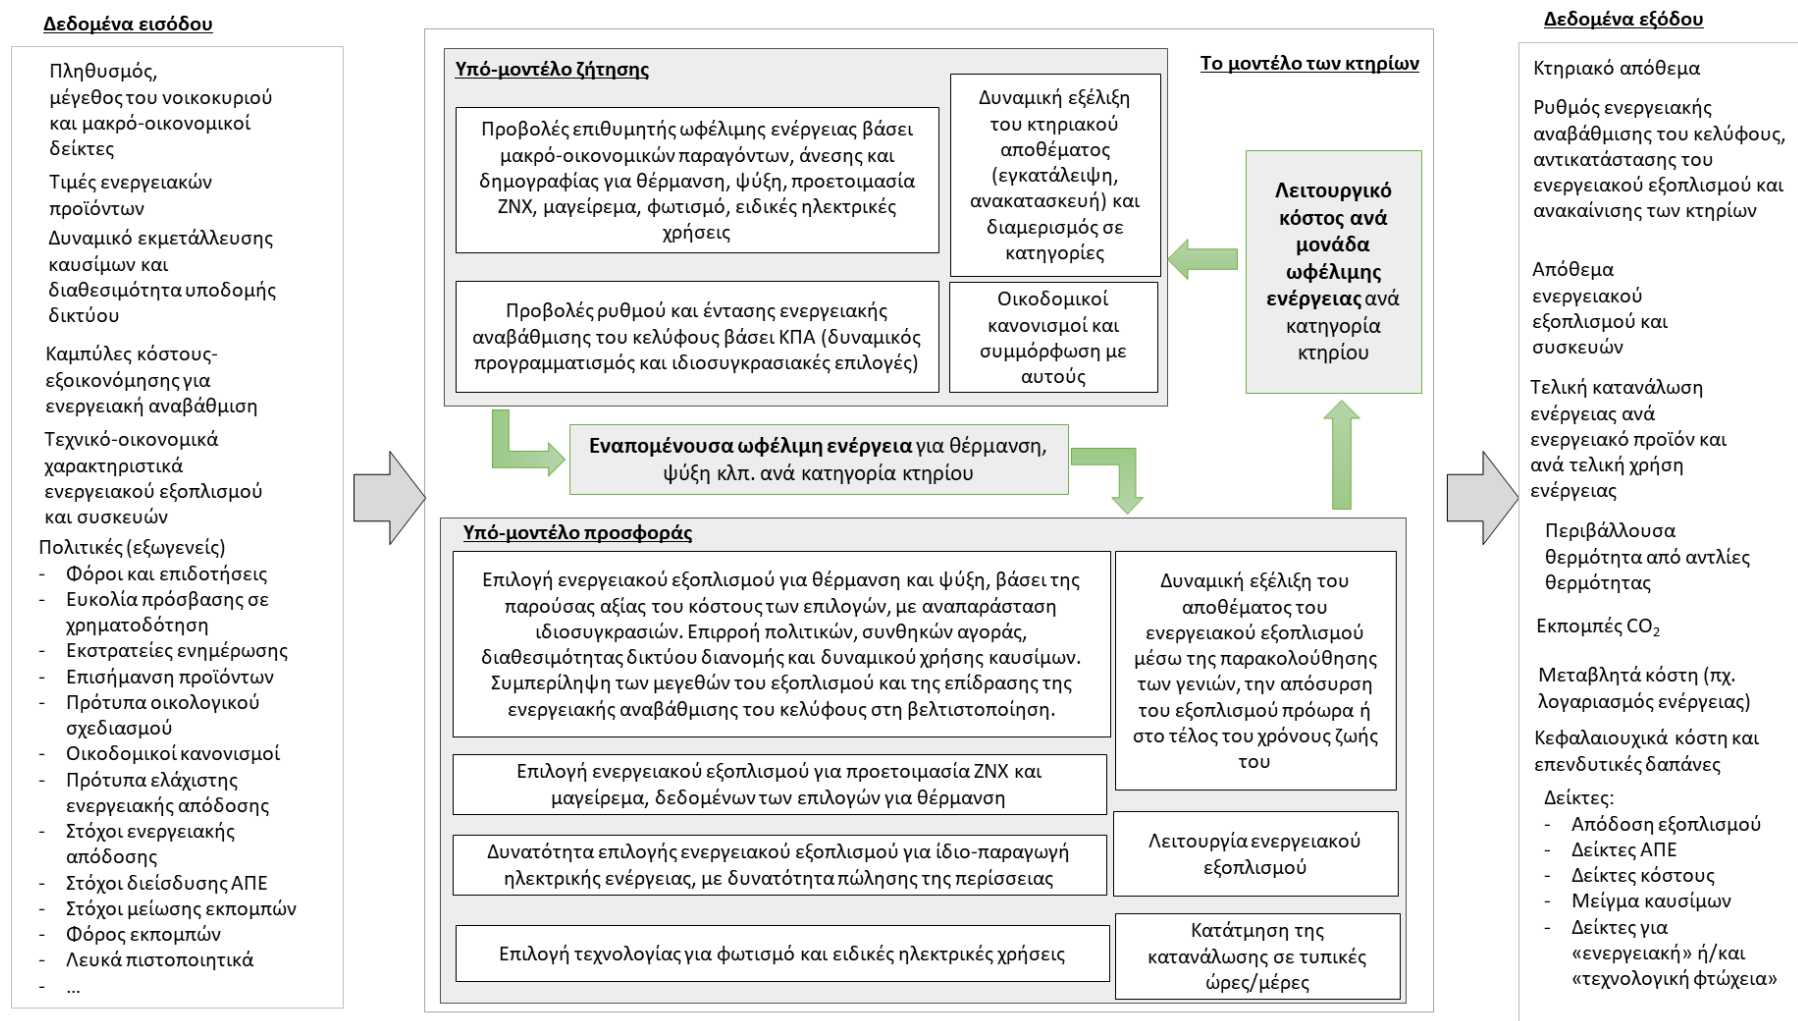 Δεδομένα εισόδου
Πληθυσμός,
μέγεθος του νοικοκυριού
και μακρό-οικονομικοί
δείκτες
Τιμές ενεργειακών
προϊόντων
Δυναμικό εκμετάλλευσης
καυσίμων και
διαθεσιμότητα υποδομής
δικτύου
Καμπύλες κόστους-
εξοικονόμησης για
ενεργειακή αναβάθμιση
Τεχνικό-οικονομικά
χαρακτηριστικά
ενεργειακού εξοπλισμού
και συσκευών
Πολιτικές (εξωγενείς)
- Φόροι και επιδοτήσεις
- Ευκολία πρόσβασης σε
χρηματοδότηση
- Εκστρατείες ενημέρωσης
- Επισήμανση προϊόντων
- Πρότυπα οικολογικού
σχεδιασμού
- Οικοδομικοί κανονισμοί
- Πρότυπα ελάχιστης
ενεργειακής απόδοσης
- Στόχοι ενεργειακής
απόδοσης
- Στόχοι διείσδυσης ΑΠΕ
- Στόχοι μείωσης εκπομπών
- Φόρος εκπομπών
- Λευκά πιστοποιητικά
- ...
Το μοντέλο των κτηρίων
Υπό-μοντέλο ζήτησης
Προβολές επιθυμητής ωφέλιμης ενέργειας βάσει
μακρό-οικονομικών παραγόντων, άνεσης και
δημογραφίας για θέρμανση, ψύξη, προετοιμασία
ΖΝΧ, μαγείρεμα, φωτισμό, ειδικές ηλεκτρικές
χρήσεις
Δυναμική εξέλιξη
του κτηριακού
αποθέματος
(εγκατάλειψη,
ανακατασκευή) και
διαμερισμός σε
κατηγορίες
Προβολές ρυθμού και έντασης ενεργειακής
αναβάθμισης του κελύφους βάσει ΚΠΑ (δυναμικός
προγραμματισμός και ιδιοσυγκρασιακές επιλογές)
Οικοδομικοί
κανονισμοί και
συμμόρφωση με
αυτούς
Λειτουργικό
κόστος ανά
μονάδα
ωφέλιμης
ενέργειας ανά
κατηγορία
κτηρίου
Εναπομένουσα ωφέλιμη ενέργεια για θέρμανση,
ψύξη κλπ. ανά κατηγορία κτηρίου
Υπό-μοντέλο προσφοράς
Επιλογή ενεργειακού εξοπλισμού για θέρμανση και ψύξη, βάσει της
παρούσας αξίας του κόστους των επιλογών, με αναπαράσταση
ιδιοσυγκρασιών. Επιρροή πολιτικών, συνθηκών αγοράς,
διαθεσιμότητας δικτύου διανομής και δυναμικού χρήσης καυσίμων.
Συμπερίληψη των μεγεθών του εξοπλισμού και της επίδρασης της
ενεργειακής αναβάθμισης του κελύφους στη βελτιστοποίηση.
Δυναμική εξέλιξη του
αποθέματος του
ενεργειακού εξοπλισμού
μέσω της παρακολούθησης
των γενιών, την απόσυρση
του εξοπλισμού πρόωρα ή
στο τέλος του χρόνους ζωής
του
Επιλογή ενεργειακού εξοπλισμού για προετοιμασία ΖΝΧ και
μαγείρεμα, δεδομένων των επιλογών για θέρμανση
Δυνατότητα επιλογής ενεργειακού εξοπλισμού για ίδιο-παραγωγή
ηλεκτρικής ενέργειας, με δυνατότητα πώλησης της περίσσειας
Λειτουργία ενεργειακού
εξοπλισμού
Επιλογή τεχνολογίας για φωτισμό και ειδικές ηλεκτρικές χρήσεις
Κατάτμηση της
κατανάλωσης σε τυπικές
ώρες/μέρες
Δεδομένα εξόδου
Κτηριακό απόθεμα
Ρυθμός ενεργειακής
αναβάθμισης του κελύφους,
αντικατάστασης του
ενεργειακού εξοπλισμού και
ανακαίνισης των κτηρίων
Απόθεμα
ενεργειακού
εξοπλισμού και
συσκευών
Τελική κατανάλωση
ενέργειας ανά
ενεργειακό προϊόν και
ανά τελική χρήση
ενέργειας
Περιβάλλουσα
θερμότητα από αντλίες
θερμότητας
Εκπομπές CO₂
Μεταβλητά κόστη (πχ.
λογαριασμός ενέργειας)
Κεφαλαιουχικά κόστη και
επενδυτικές δαπάνες
Δείκτες:
- Απόδοση εξοπλισμού
- Δείκτες ΑΠΕ
- Δείκτες κόστους
- Μείγμα καυσίμων
- Δείκτες για
«ενεργειακή» ή/και
«τεχνολογική φτώχεια»